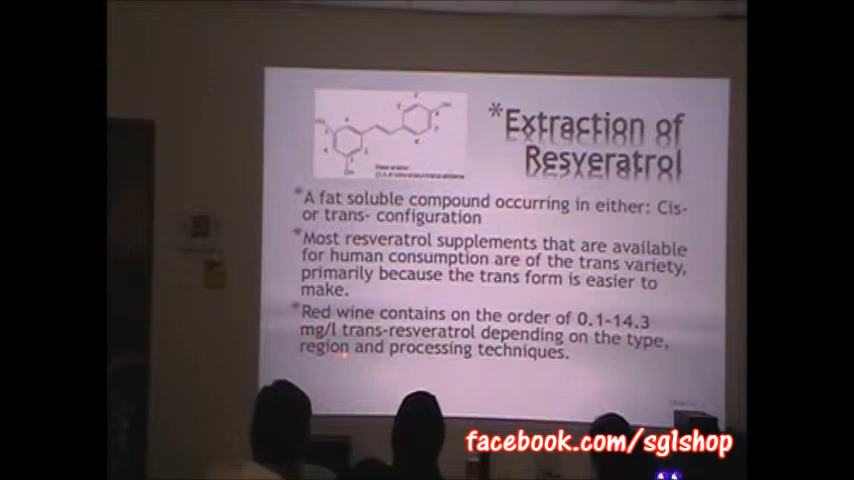 *Extraction of
Resveratrol
*A fat soluble compound occurring in either: Cis-
or trans- configuration
*Most resveratrol supplements that are available
for human consumption are of the trans variety,
primarily because the trans form is easier to
make.
*Red wine contains on the order of 0.1-14.3
mg/l trans-resveratrol depending on the type,
region and processing techniques.
facebook.com/sglshop